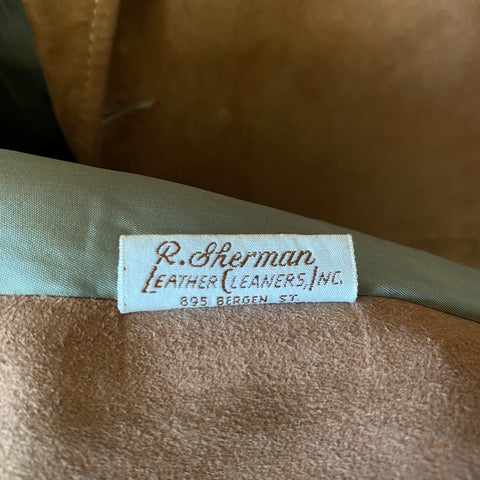 R. Sherman
LEATHER CLEANERS, INC.
895 BERGEN ST.